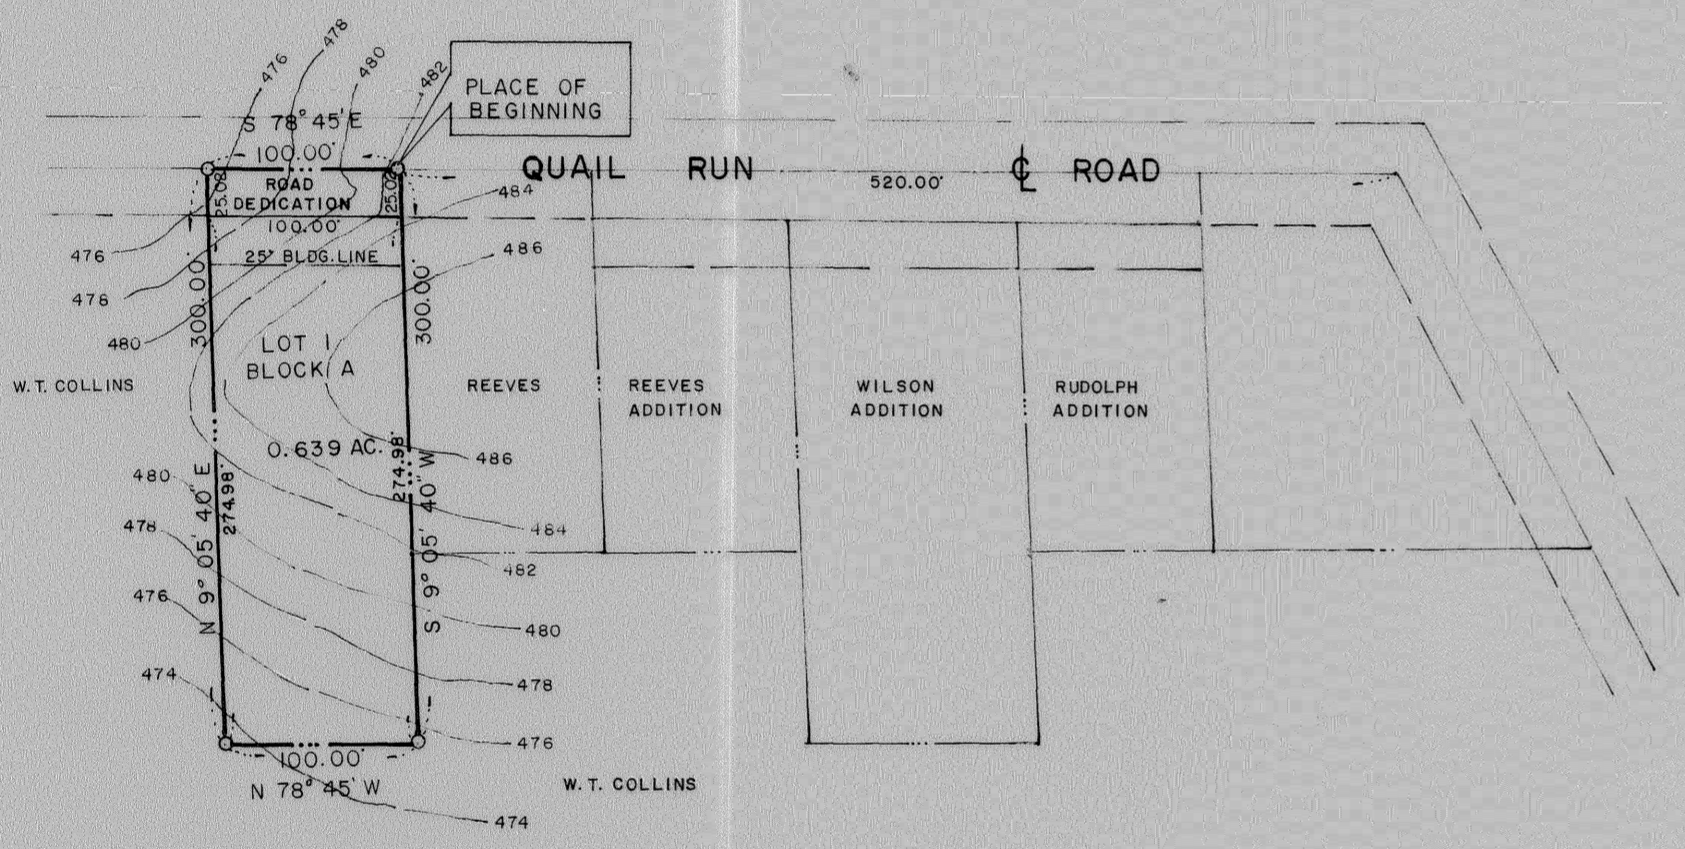 476
478
480
482
PLACE OF
BEGINNING
S 78° 45' E
100.00'
QUAIL RUN ℄ ROAD
520.00'
25.08
ROAD
DEDICATION
25.02
100.00'
25' BLDG. LINE
484
486
476
478
480
300.00'
300.00'
LOT 1
BLOCK A
W.T. COLLINS
REEVES
REEVES
ADDITION
WILSON
ADDITION
RUDOLPH
ADDITION
0.639 AC.
486
274.98'
274.98'
N 9° 05' 40" E
S 9° 05' 40" W
480
478
476
474
484
482
480
478
476
100.00'
N 78° 45' W
W. T. COLLINS
474